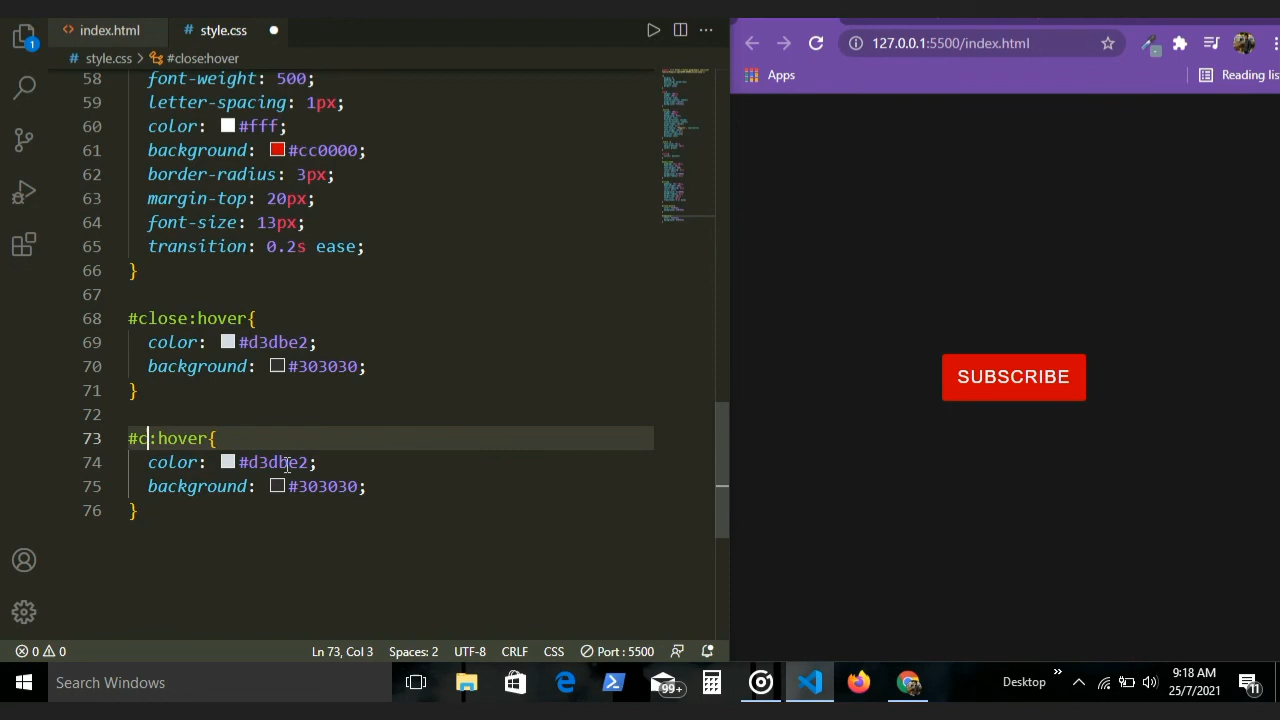 index.html
style.css
style.css > #close:hover
58 font-weight: 500;
59 letter-spacing: 1px;
60 color: #fff;
61 background: #cc0000;
62 border-radius: 3px;
63 margin-top: 20px;
64 font-size: 13px;
65 transition: 0.2s ease;
66 }
67
68 #close:hover{
69 color: #d3dbe2;
70 background: #303030;
71 }
72
73 #c:hover{
74 color: #d3dbe2;
75 background: #303030;
76 }
1
0 0
Ln 73, Col 3
Spaces: 2
UTF-8
CRLF
CSS
Port : 5500
127.0.0.1:5500/index.html
Apps
Reading lis
SUBSCRIBE
Search Windows
99+
Desktop
9:18 AM
25/7/2021
11